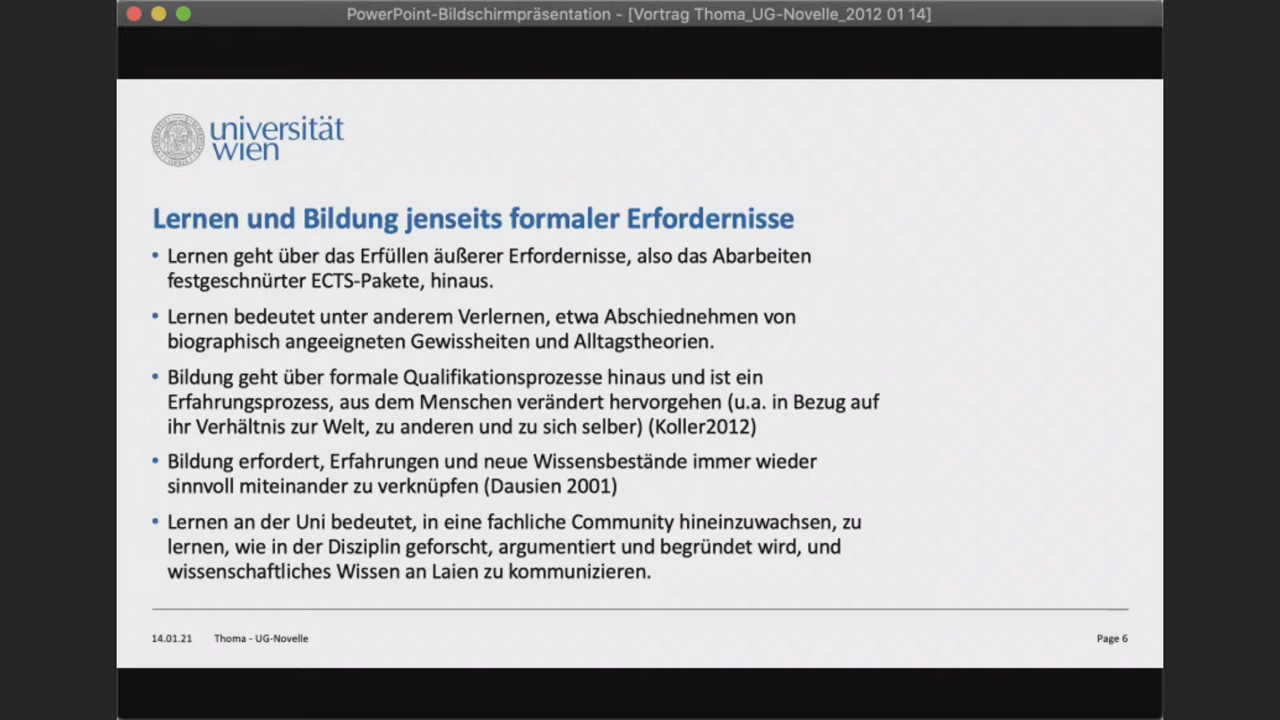 PowerPoint-Bildschirmpräsentation - [Vortrag Thoma_UG-Novelle_2012 01 14]
universität
wien
Lernen und Bildung jenseits formaler Erfordernisse
• Lernen geht über das Erfüllen äußerer Erfordernisse, also das Abarbeiten
festgeschnürter ECTS-Pakete, hinaus.
• Lernen bedeutet unter anderem Verlernen, etwa Abschiednehmen von
biographisch angeeigneten Gewissheiten und Alltagstheorien.
• Bildung geht über formale Qualifikationsprozesse hinaus und ist ein
Erfahrungsprozess, aus dem Menschen verändert hervorgehen (u.a. in Bezug auf
ihr Verhältnis zur Welt, zu anderen und zu sich selber) (Koller2012)
• Bildung erfordert, Erfahrungen und neue Wissensbestände immer wieder
sinnvoll miteinander zu verknüpfen (Dausien 2001)
• Lernen an der Uni bedeutet, in eine fachliche Community hineinzuwachsen, zu
lernen, wie in der Disziplin geforscht, argumentiert und begründet wird, und
wissenschaftliches Wissen an Laien zu kommunizieren.
14.01.21 Thoma - UG-Novelle Page 6